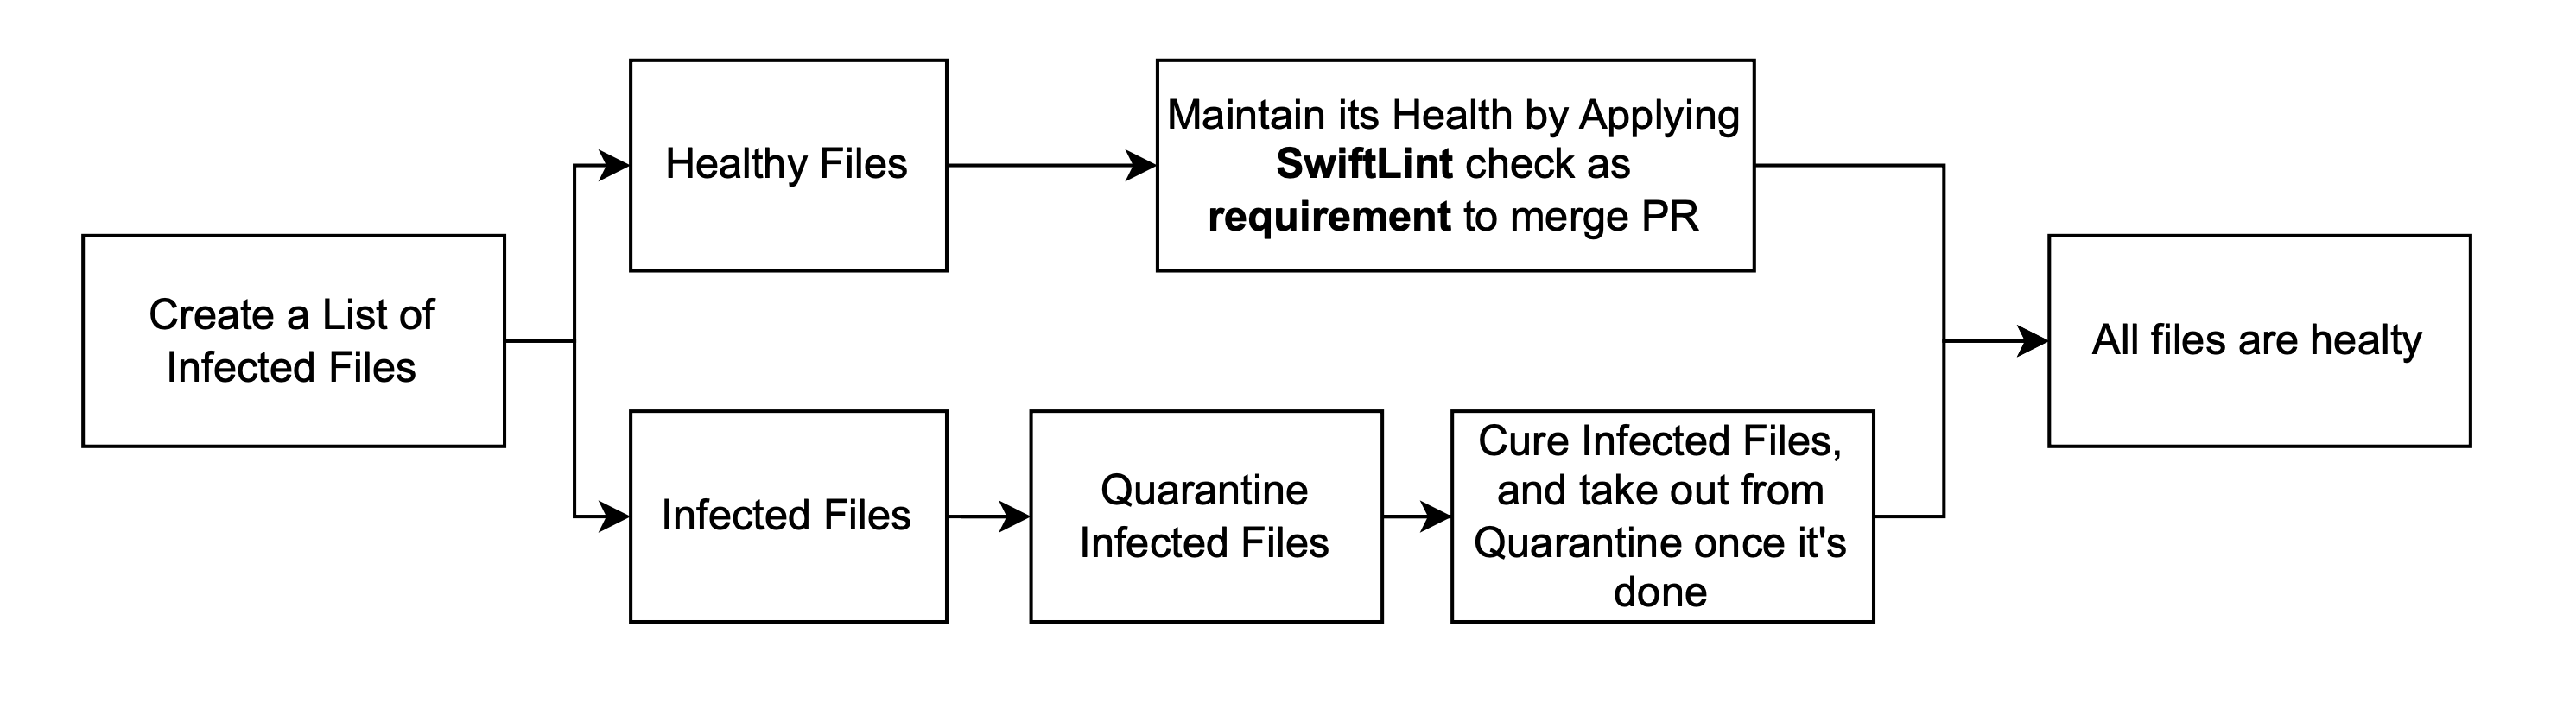 Create a List of
Infected Files
Healthy Files
Maintain its Health by Applying
SwiftLint check as
requirement to merge PR
Infected Files
Quarantine
Infected Files
Cure Infected Files,
and take out from
Quarantine once it's
done
All files are healty